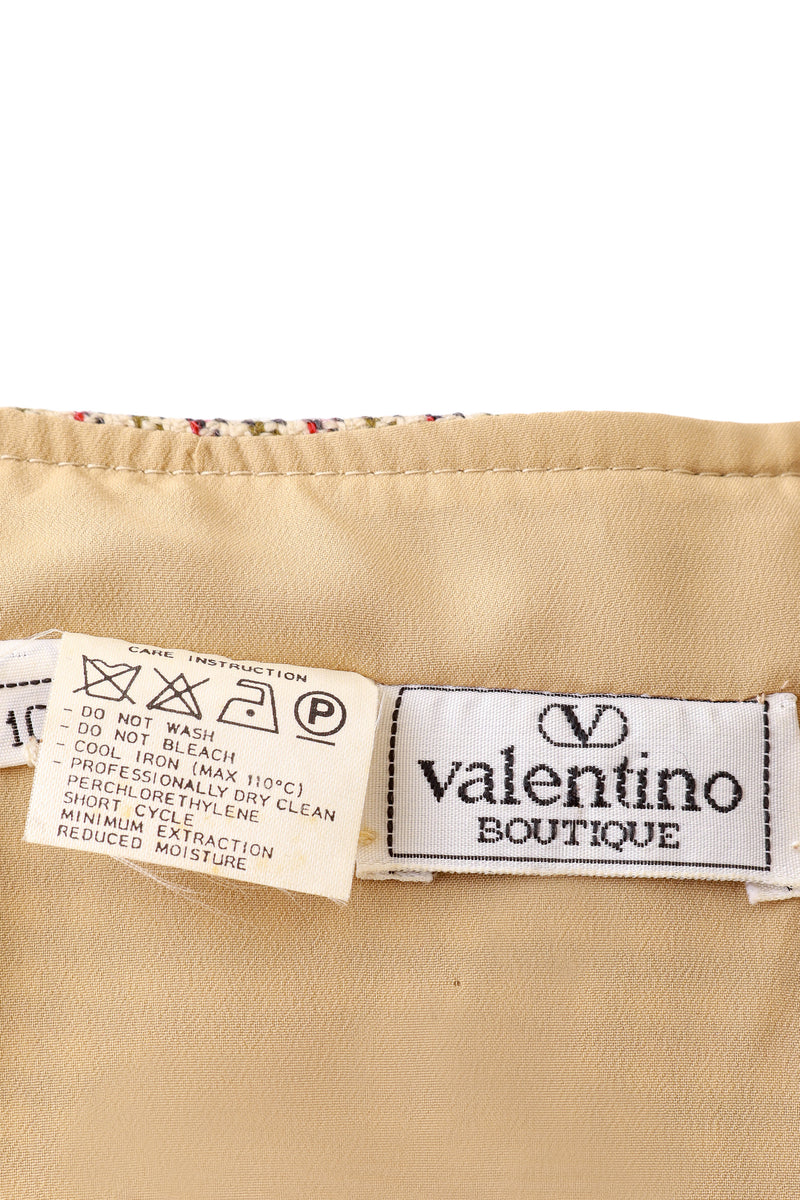 CARE INSTRUCTION
P
- DO NOT WASH
- DO NOT BLEACH
- COOL IRON (MAX 110°C)
- PROFESSIONALLY DRY CLEAN
PERCHLORETHYLENE
SHORT CYCLE
MINIMUM EXTRACTION
REDUCED MOISTURE
10
V
valentino
BOUTIQUE